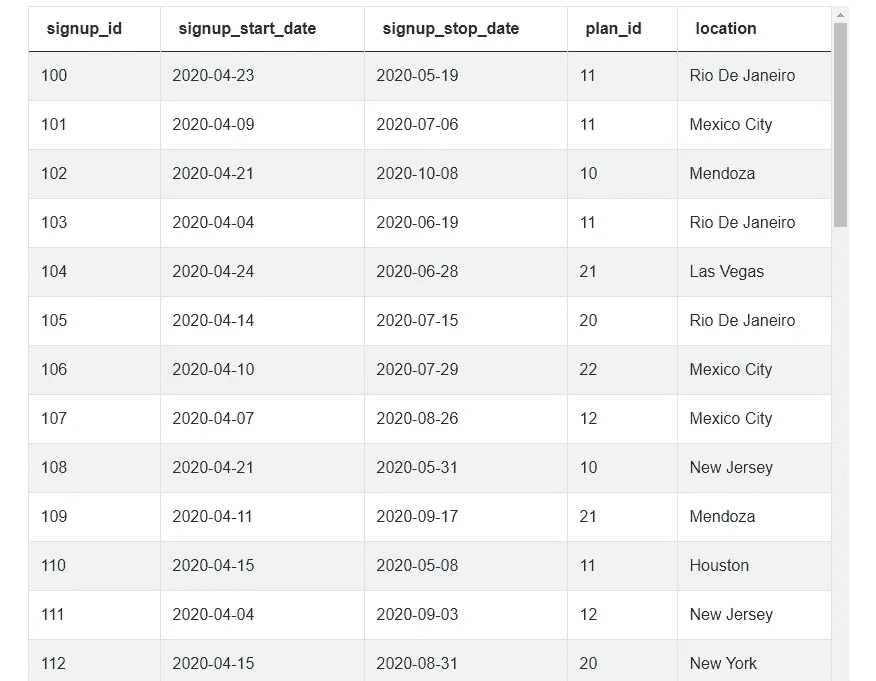 signup_id signup_start_date signup_stop_date plan_id location
100 2020-04-23 2020-05-19 11 Rio De Janeiro
101 2020-04-09 2020-07-06 11 Mexico City
102 2020-04-21 2020-10-08 10 Mendoza
103 2020-04-04 2020-06-19 11 Rio De Janeiro
104 2020-04-24 2020-06-28 21 Las Vegas
105 2020-04-14 2020-07-15 20 Rio De Janeiro
106 2020-04-10 2020-07-29 22 Mexico City
107 2020-04-07 2020-08-26 12 Mexico City
108 2020-04-21 2020-05-31 10 New Jersey
109 2020-04-11 2020-09-17 21 Mendoza
110 2020-04-15 2020-05-08 11 Houston
111 2020-04-04 2020-09-03 12 New Jersey
112 2020-04-15 2020-08-31 20 New York